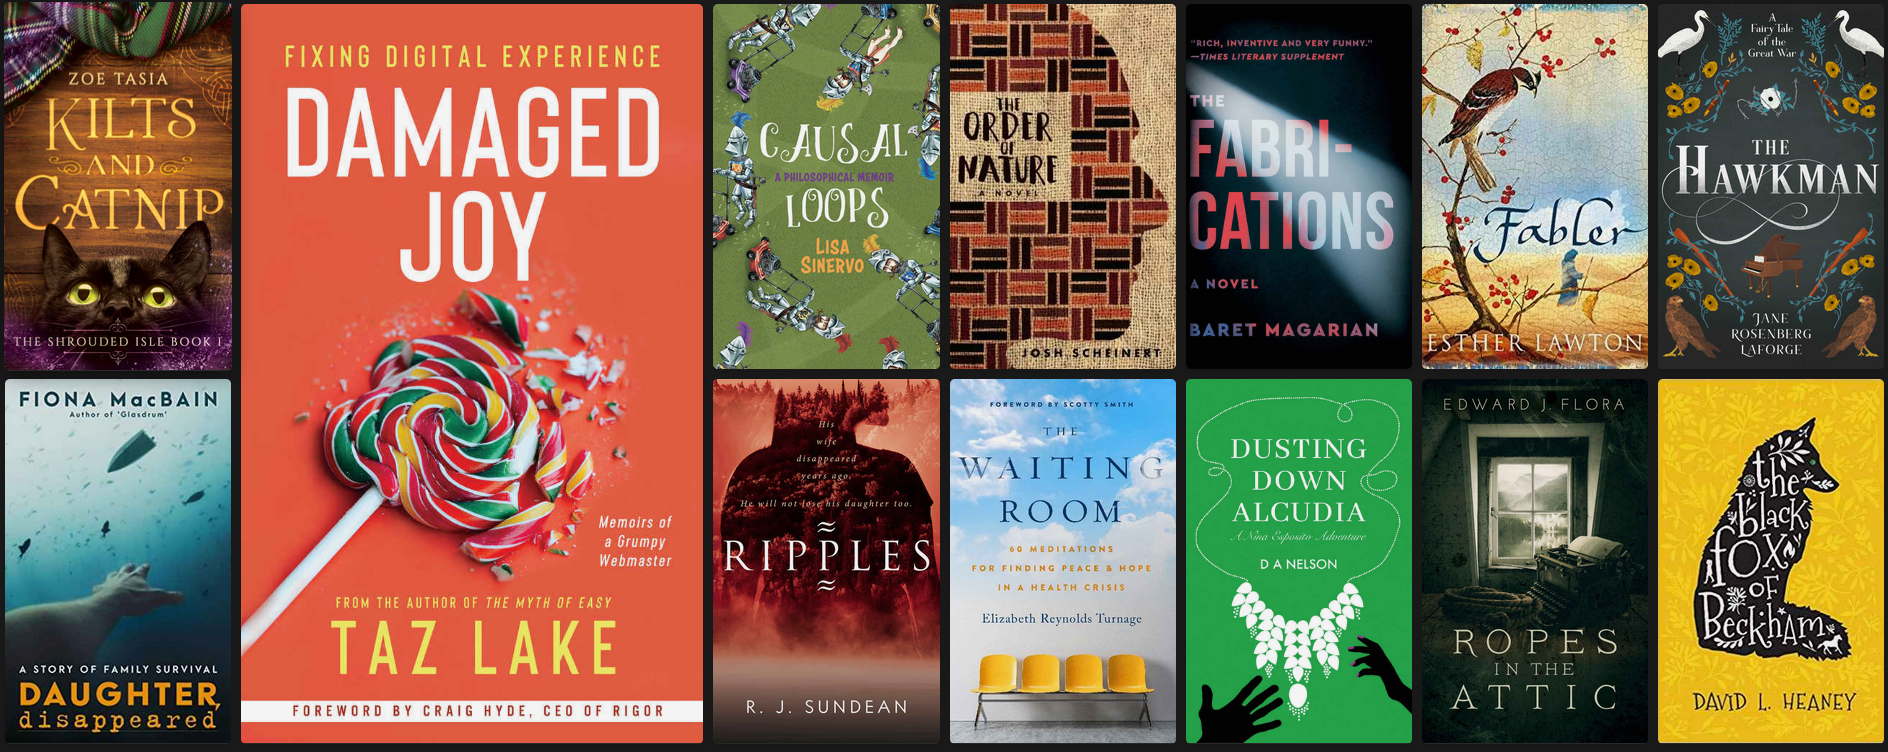 ZOE TASIA
KILTS
AND
CATNIP
THE SHROUDED ISLE BOOK 1
FIXING DIGITAL EXPERIENCE
DAMAGED
JOY
Memoirs of
a Grumpy
Webmaster
FROM THE AUTHOR OF THE MYTH OF EASY
TAZ LAKE
FOREWORD BY CRAIG HYDE, CEO OF RIGOR
CAUSAL
A PHILOSOPHICAL MEMOIR
LOOPS
LISA
SINERVO
THE
ORDER
OF
NATURE
A NOVEL
JOSH SCHEINERT
"RICH, INVENTIVE AND VERY FUNNY."
—TIMES LITERARY SUPPLEMENT
THE
FABRI-
CATIONS
A NOVEL
BARET MAGARIAN
Fabler
ESTHER LAWTON
A
Fairy Tale
of the
Great War
THE
HAWKMAN
JANE
ROSENBERG
LAFORGE
FIONA MacBAIN
Author of 'Glasdrum'
A STORY OF FAMILY SURVIVAL
DAUGHTER,
disappeared
His
wife
disappeared
years ago.
He will not lose his daughter too.
RIPPLES
R. J. SUNDEAN
FOREWORD BY SCOTTY SMITH
THE
WAITING
ROOM
60 MEDITATIONS
FOR FINDING PEACE & HOPE
IN A HEALTH CRISIS
Elizabeth Reynolds Turnage
DUSTING
DOWN
ALCUDIA
A Nina Esposito Adventure
D A NELSON
EDWARD J. FLORA
ROPES
IN THE
ATTIC
the
black
fox
OF
Beckham
DAVID L. HEANEY